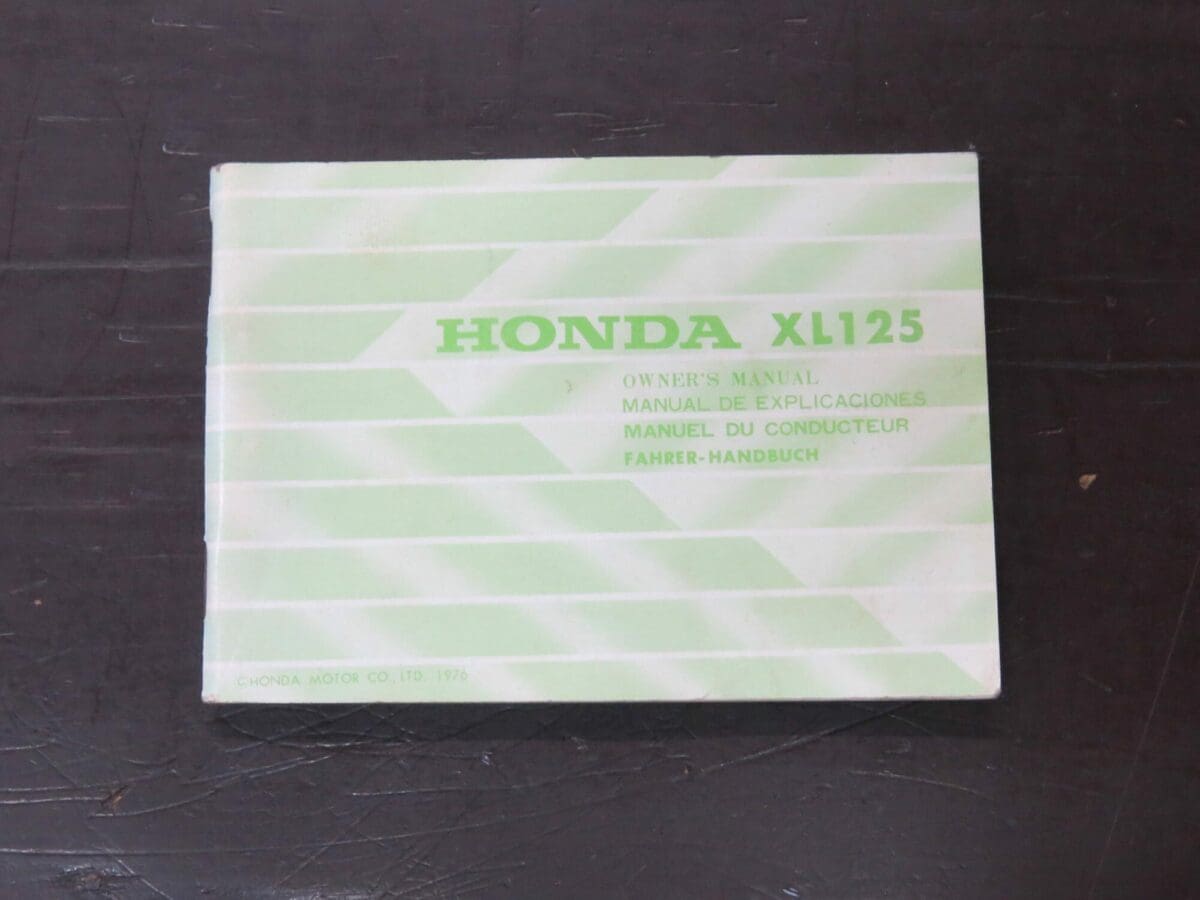 HONDA XL125
OWNER'S MANUAL
MANUAL DE EXPLICACIONES
MANUEL DU CONDUCTEUR
FAHRER-HANDBUCH
©HONDA MOTOR CO., LTD. 1976